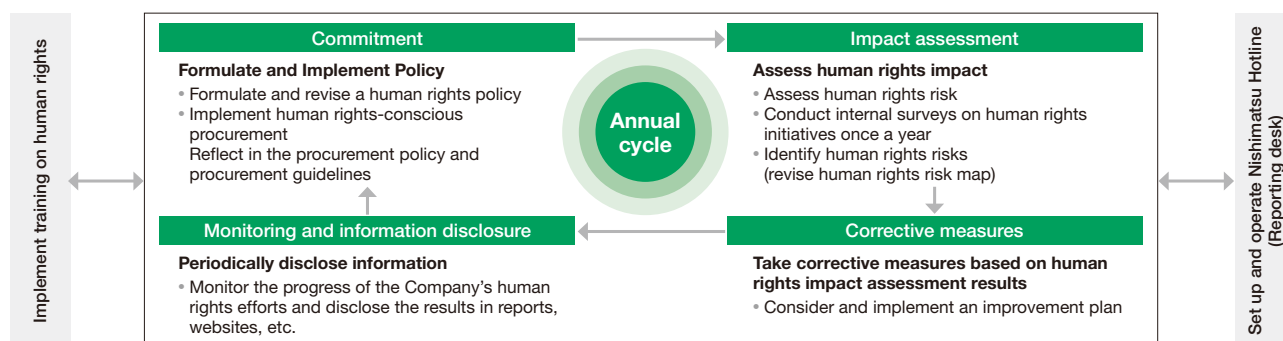 Implement training on human rights
Commitment
Formulate and Implement Policy
• Formulate and revise a human rights policy
• Implement human rights-conscious
procurement
Reflect in the procurement policy and
procurement guidelines
Annual
cycle
Impact assessment
Assess human rights impact
• Assess human rights risk
• Conduct internal surveys on human rights
initiatives once a year
• Identify human rights risks
(revise human rights risk map)
Monitoring and information disclosure
Periodically disclose information
• Monitor the progress of the Company's human
rights efforts and disclose the results in reports,
websites, etc.
Corrective measures
Take corrective measures based on human
rights impact assessment results
• Consider and implement an improvement plan
Set up and operate Nishimatsu Hotline
(Reporting desk)